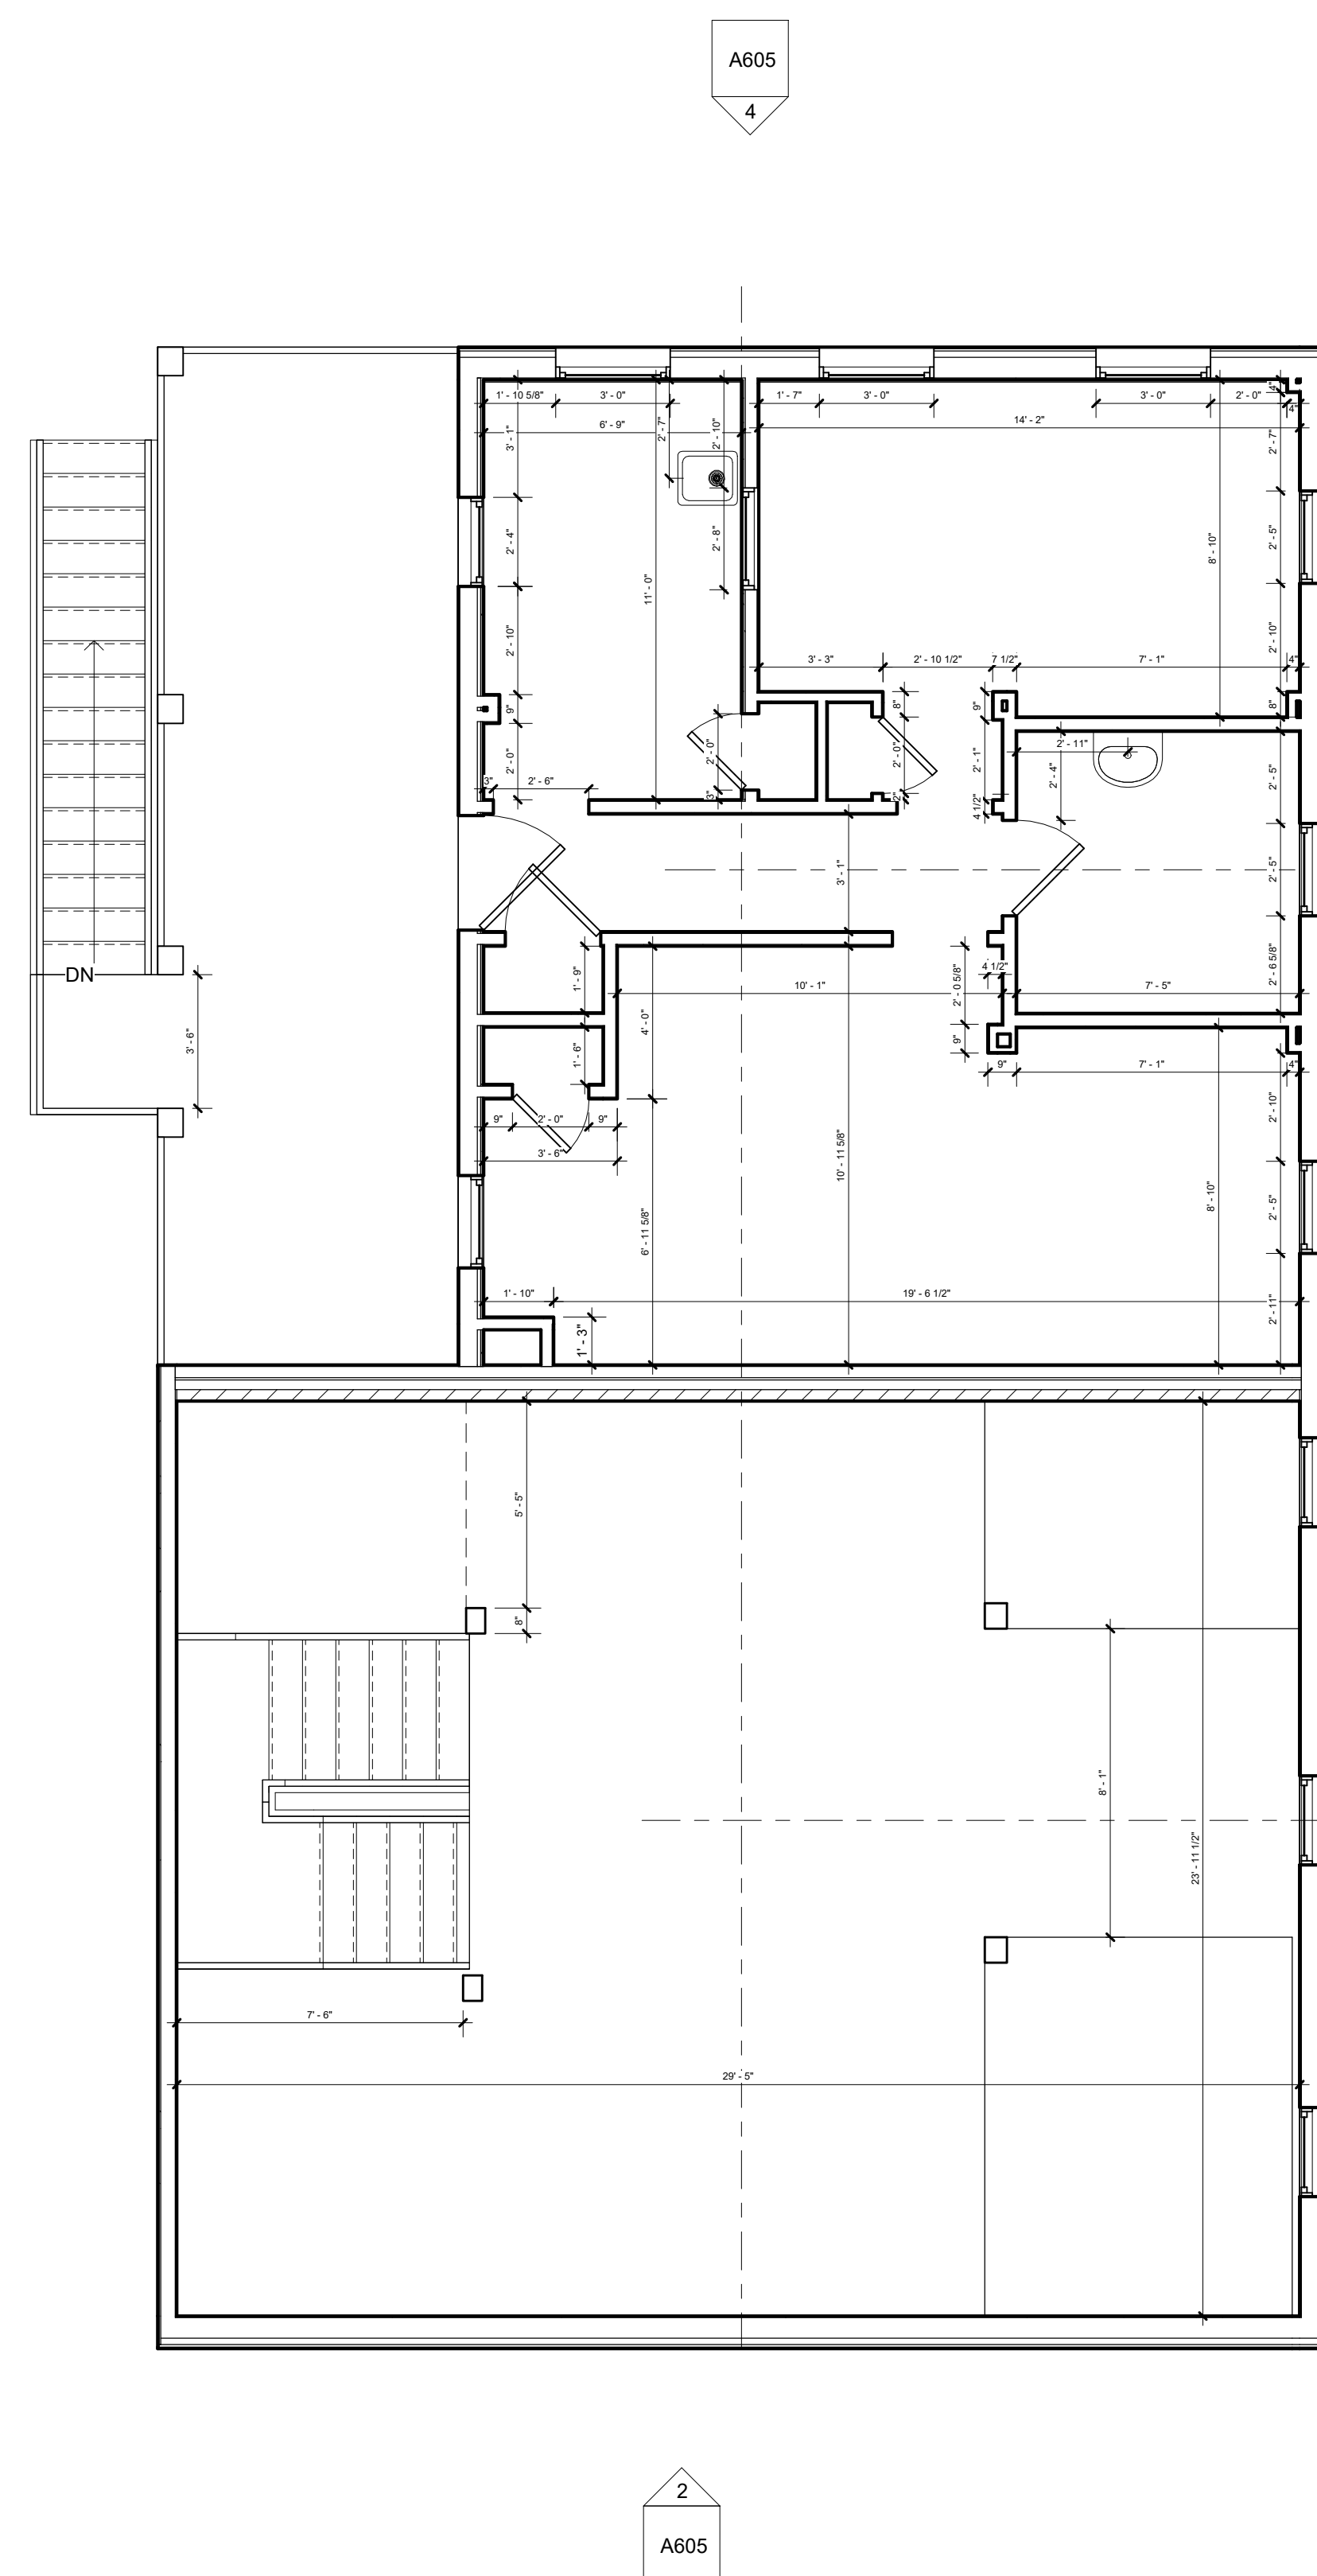 A605
4
1' - 10 5/8"
3' - 0"
1' - 7"
3' - 0"
3' - 0"
2' - 0"
4"
4"
6' - 9"
14' - 2"
3' - 1"
2' - 7"
2' - 10"
2' - 7"
2' - 4"
2' - 8"
8' - 10"
2' - 5"
11' - 0"
2' - 10"
2' - 10"
3' - 3"
2' - 10 1/2"
7 1/2"
7' - 1"
4"
9"
8"
9"
8"
2' - 0"
2' - 0"
2' - 0"
2' - 1"
2' - 11"
2' - 4"
2' - 5"
3"
2' - 6"
3"
2"
4 1/2"
3' - 1"
2' - 5"
1' - 9"
4 1/2"
2' - 0 5/8"
2' - 6 5/8"
DN
10' - 1"
7' - 5"
3' - 6"
4' - 0"
1' - 6"
9"
9"
7' - 1"
4"
2' - 10"
9"
2' - 0"
9"
3' - 6"
10' - 11 5/8"
8' - 10"
2' - 5"
6' - 11 5/8"
1' - 10"
19' - 6 1/2"
2' - 11"
1' - 3"
5' - 5"
8"
8' - 1"
23' - 11 1/2"
7' - 6"
29' - 5"
2
A605